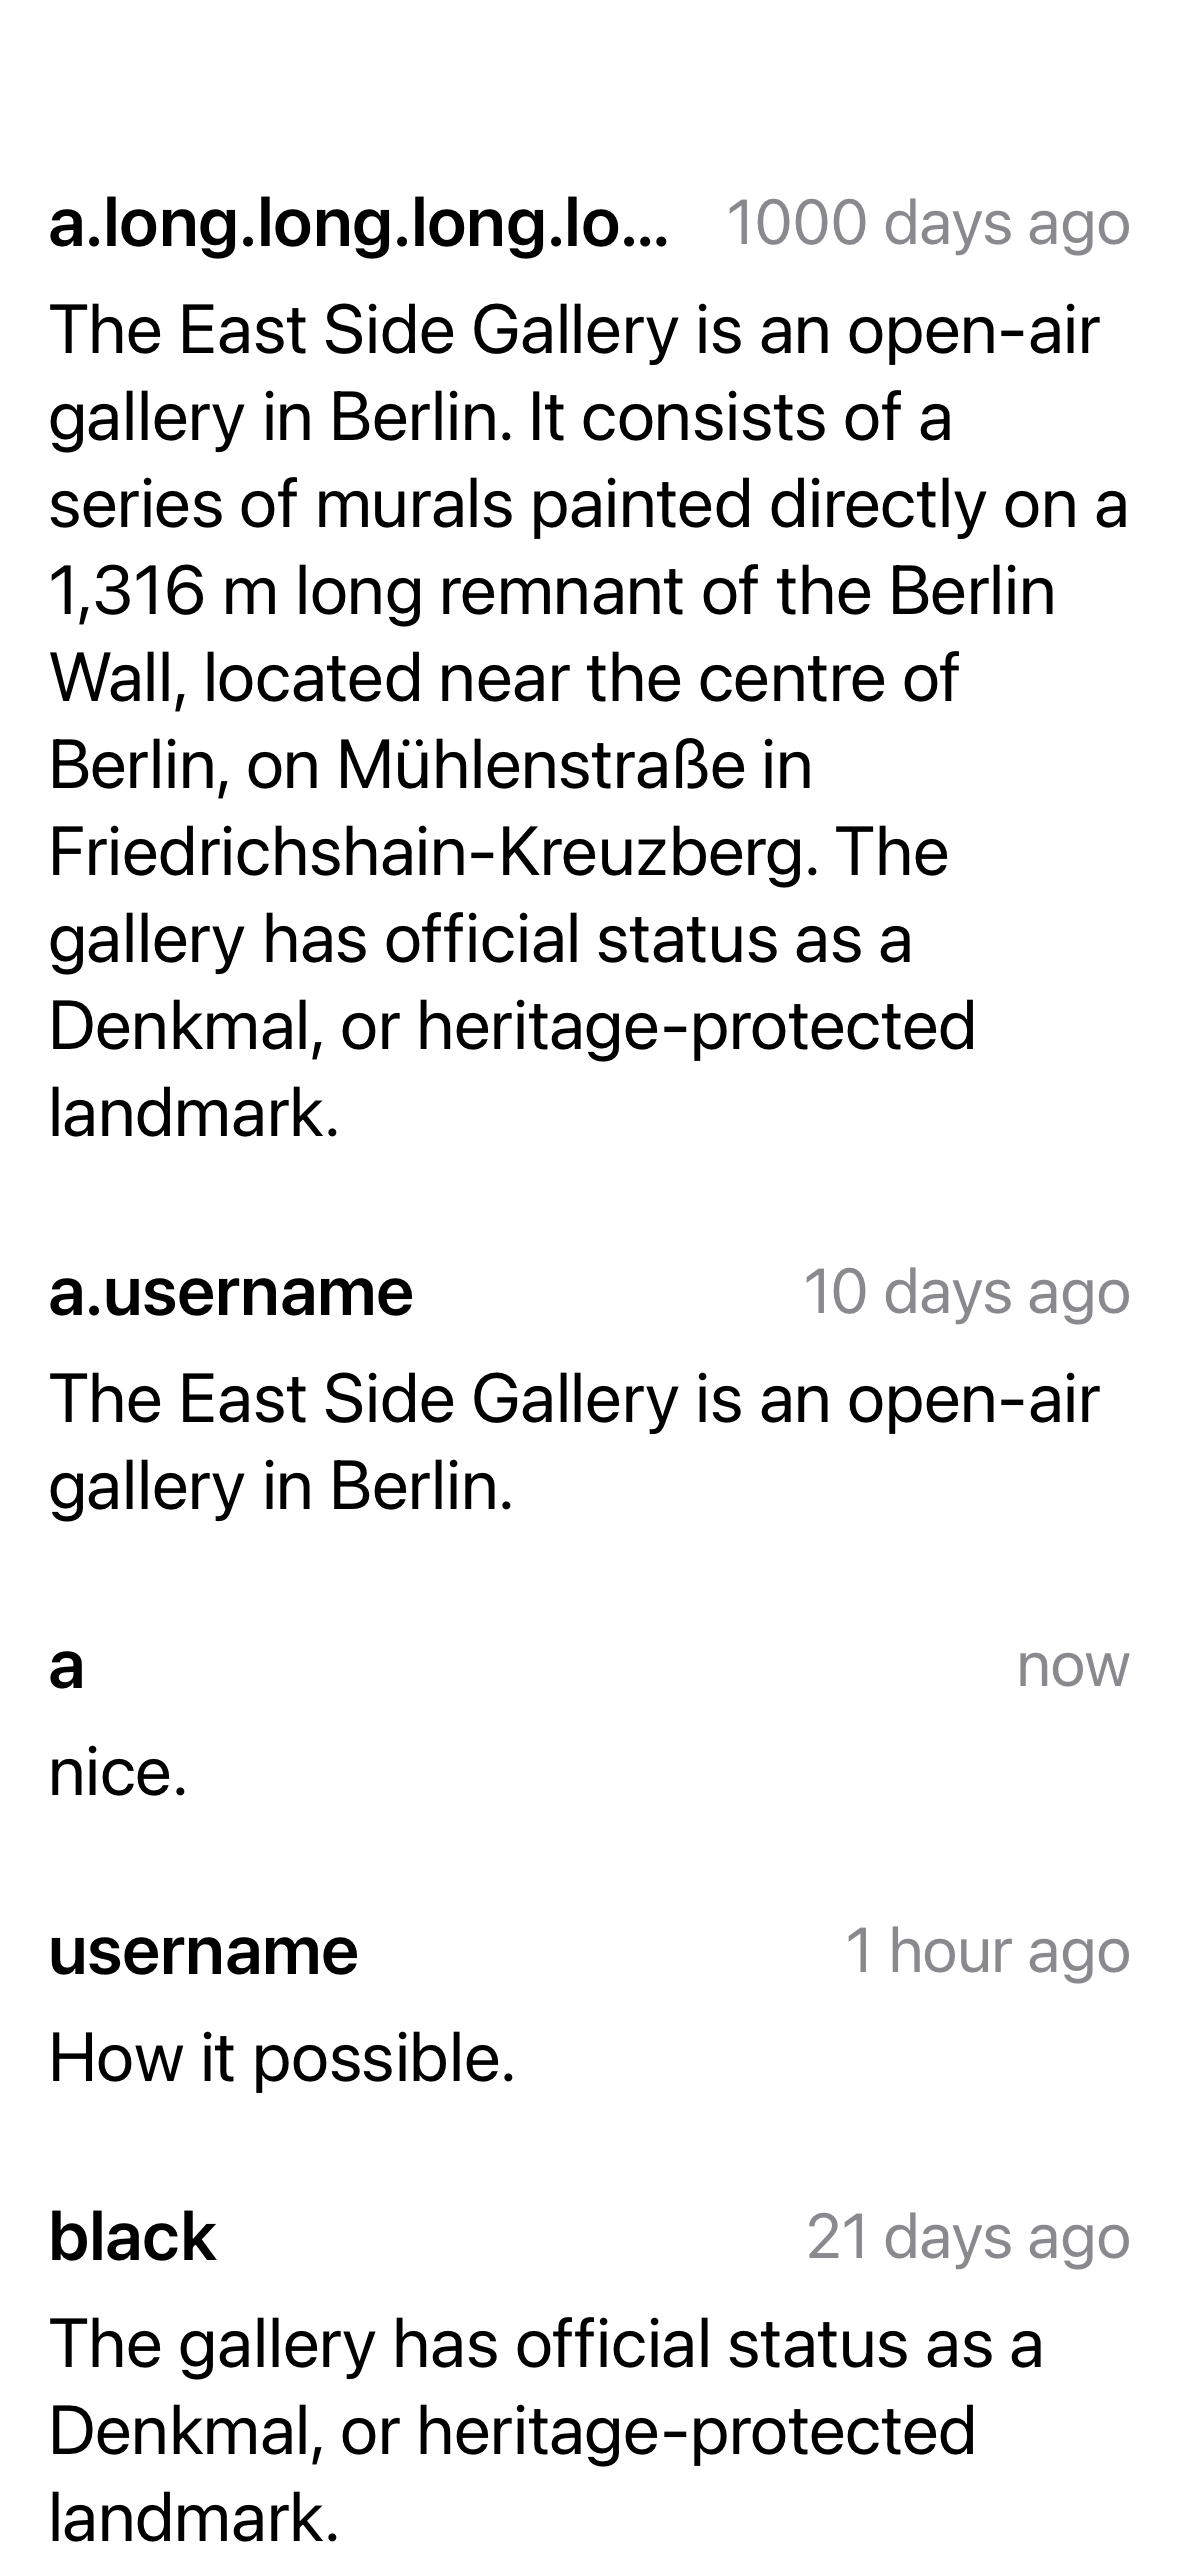 a.long.long.long.lo... 1000 days ago
The East Side Gallery is an open-air
gallery in Berlin. It consists of a
series of murals painted directly on a
1,316 m long remnant of the Berlin
Wall, located near the centre of
Berlin, on Mühlenstraße in
Friedrichshain-Kreuzberg. The
gallery has official status as a
Denkmal, or heritage-protected
landmark.
a.username 10 days ago
The East Side Gallery is an open-air
gallery in Berlin.
a now
nice.
username 1 hour ago
How it possible.
black 21 days ago
The gallery has official status as a
Denkmal, or heritage-protected
landmark.